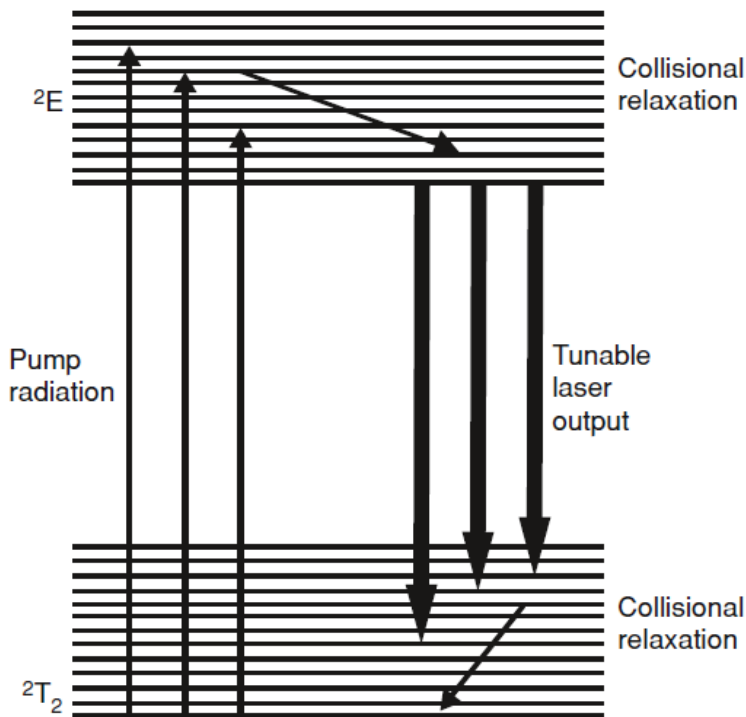 Collisional
relaxation
²E
Pump
radiation
Tunable
laser
output
Collisional
relaxation
²T₂